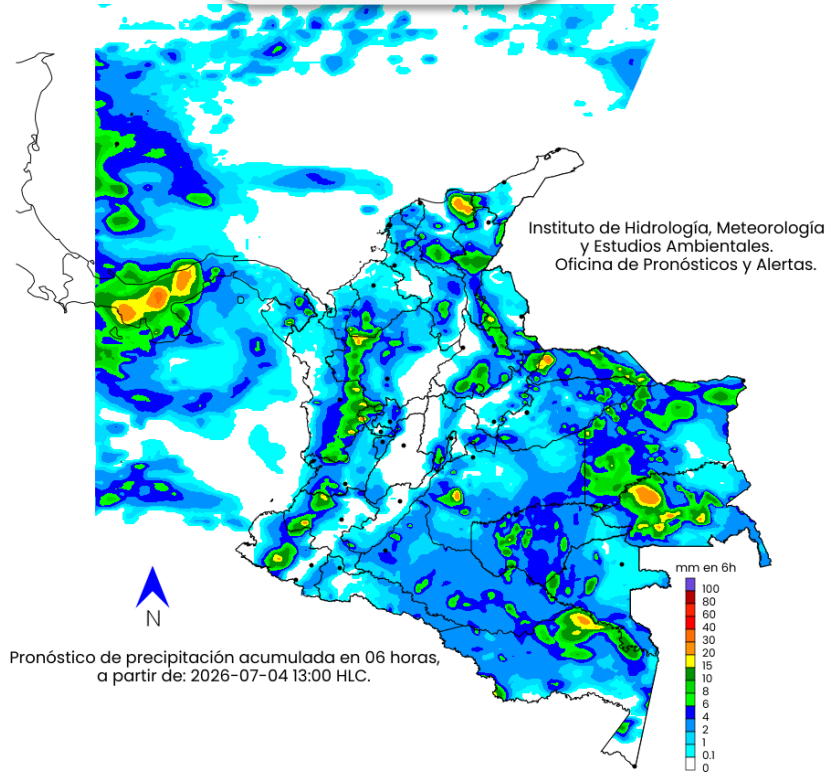 Instituto de Hidrología, Meteorología
y Estudios Ambientales.
Oficina de Pronósticos y Alertas.
N
Pronóstico de precipitación acumulada en 06 horas,
a partir de: 2026-07-04 13:00 HLC.
mm en 6h
100
80
60
40
30
20
15
10
8
6
4
2
1
0.1
0